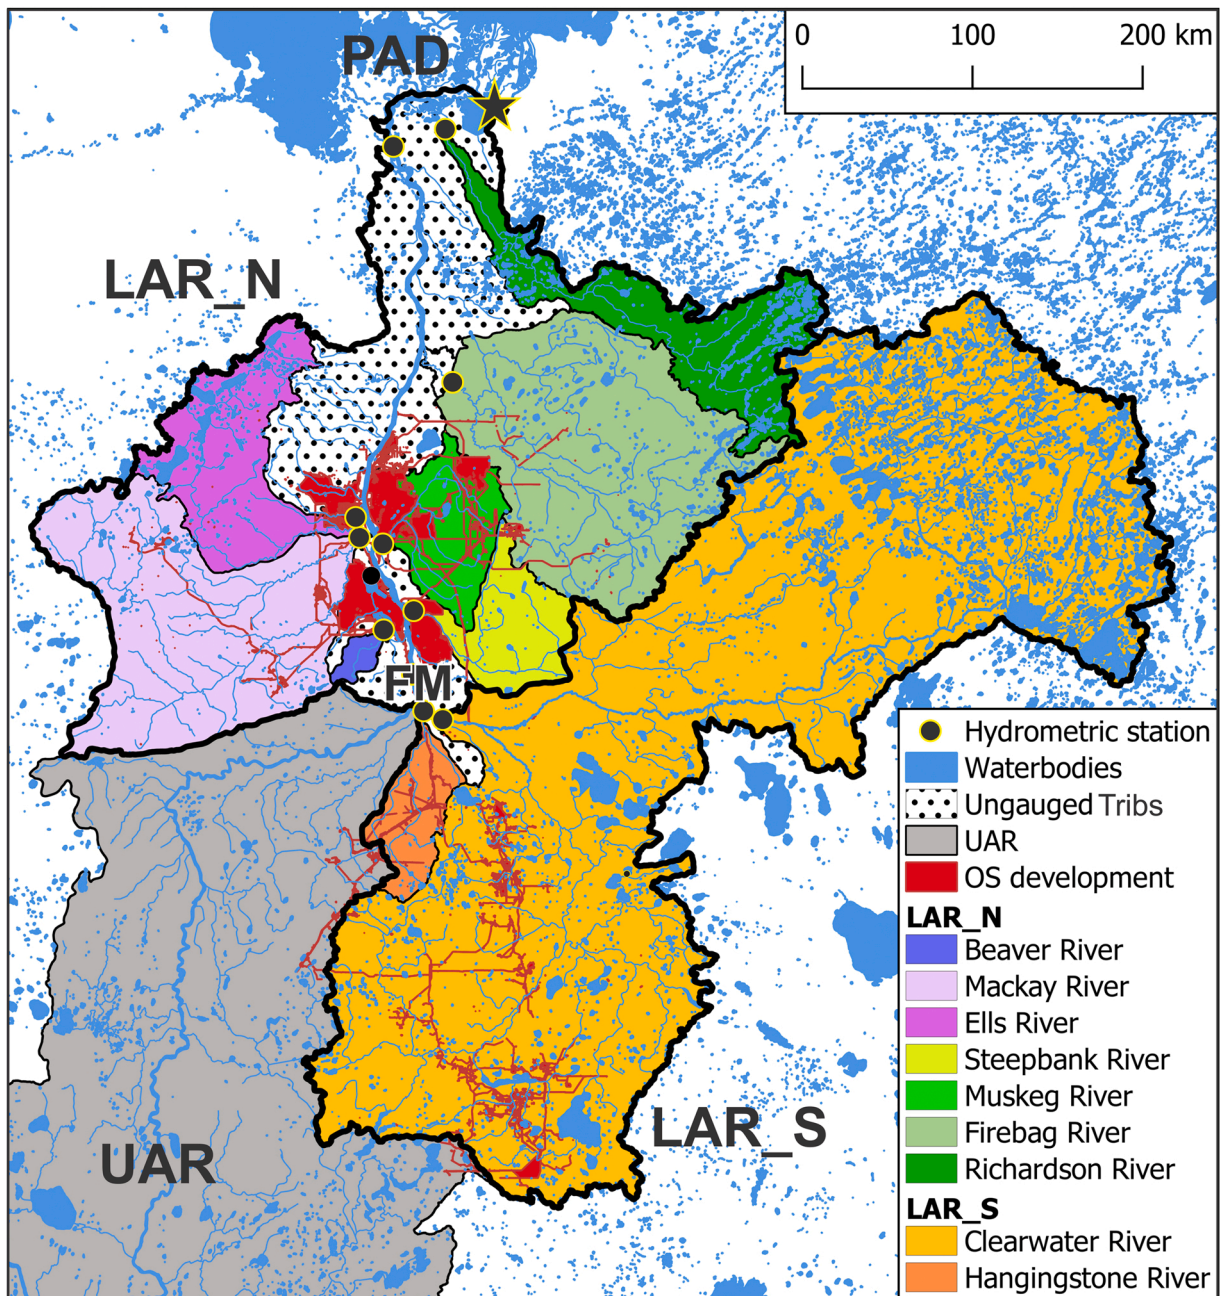 PAD
0 100 200 km
LAR_N
FM
Hydrometric station
Waterbodies
Ungauged Tribs
UAR
OS development
LAR_N
Beaver River
Mackay River
Ells River
Steepbank River
Muskeg River
Firebag River
Richardson River
LAR_S
Clearwater River
Hangingstone River
LAR_S
UAR